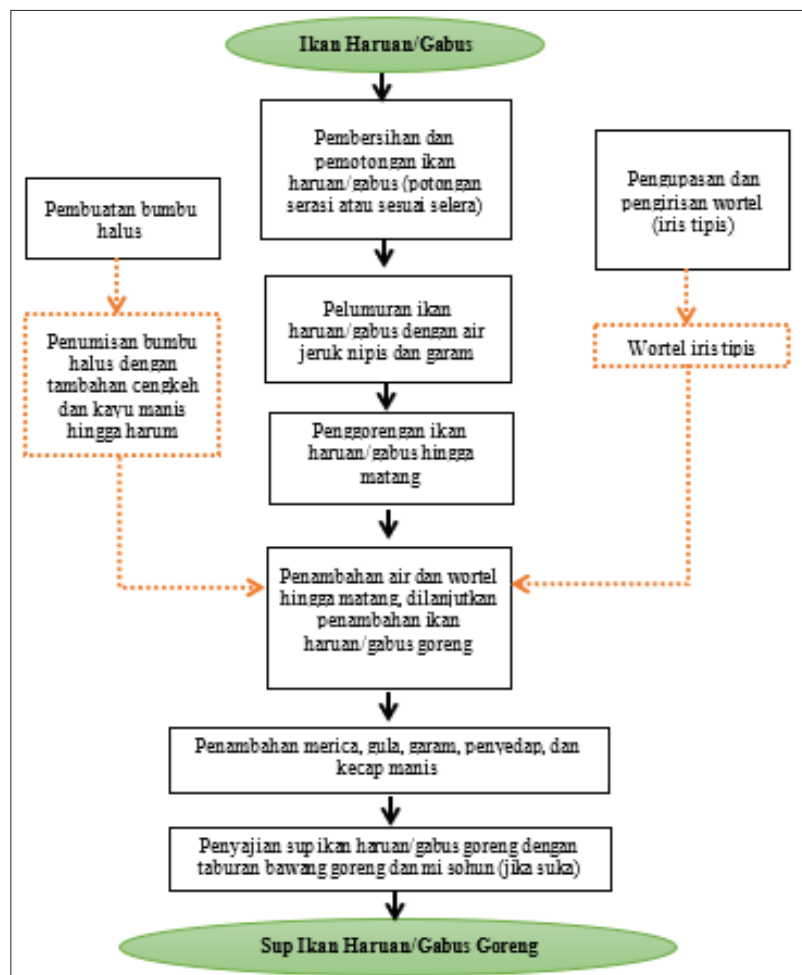 Ikan Haruan/Gabus
Pembersihan dan
pemotongan ikan
haruan/gabus (potongan
serasi atau sesuai selera)
Pengupasan dan
pengirisan wortel
(iris tipis)
Pembuatan bumbu
halus
Pelumuran ikan
haruan/gabus dengan air
jeruk nipis dan garam
Penumisan bumbu
halus dengan
tambahan cengkeh
dan kayu manis
hingga harum
Wortel iris tipis
Penggorengan ikan
haruan/gabus hingga
matang
Penambahan air dan wortel
hingga matang, dilanjutkan
penambahan ikan
haruan/gabus goreng
Penambahan merica, gula, garam, penyedap, dan
kecap manis
Penyajian sup ikan haruan/gabus goreng dengan
taburan bawang goreng dan mi sohun (jika suka)
Sup Ikan Haruan/Gabus Goreng